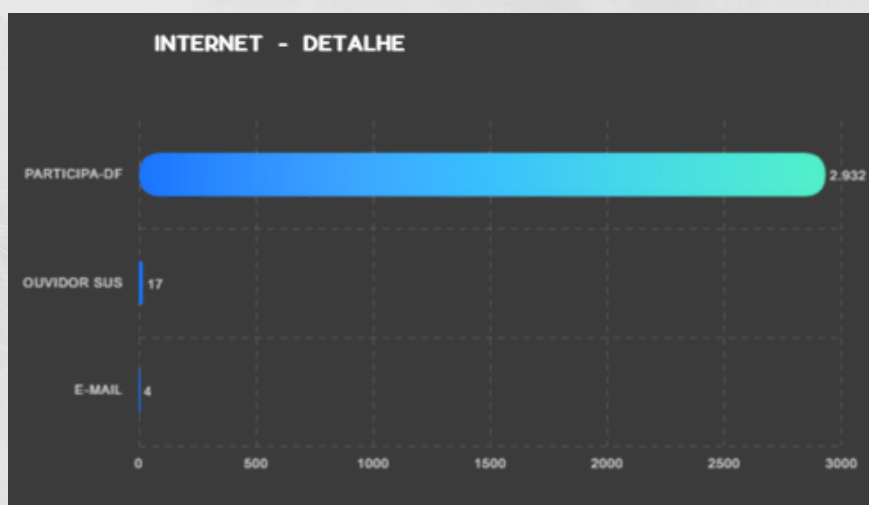 INTERNET - DETALHE
PARTICIPA-DF 2.932
OUVIDOR SUS 17
E-MAIL 4
0 500 1000 1500 2000 2500 3000